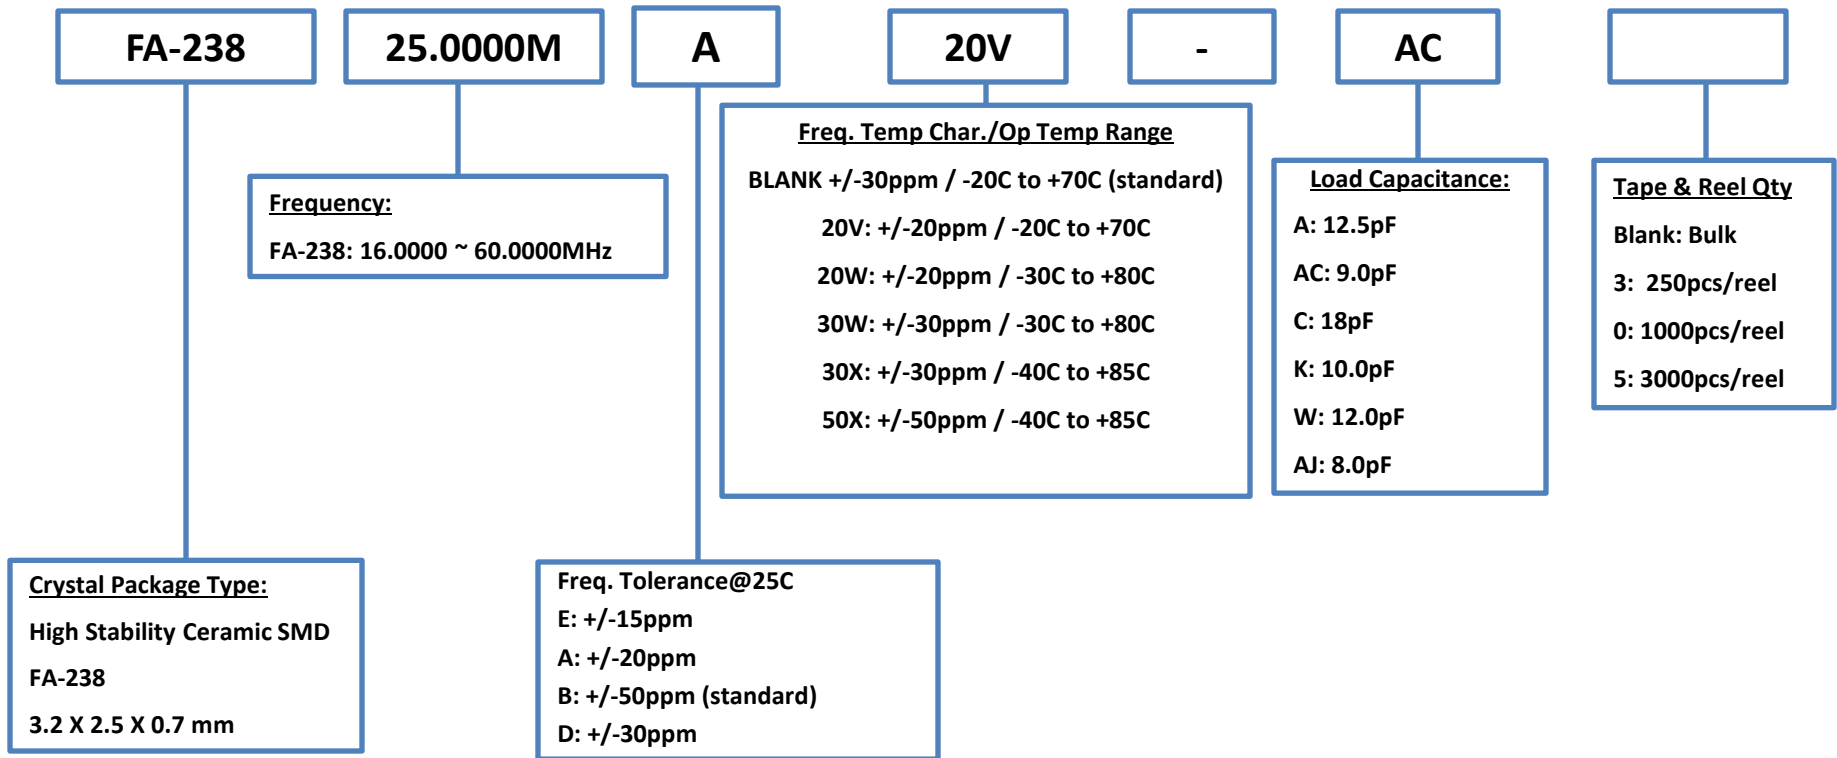 FA-238
25.0000M
A
20V
-
AC
Freq. Temp Char./Op Temp Range
BLANK +/-30ppm / -20C to +70C (standard)
20V: +/-20ppm / -20C to +70C
20W: +/-20ppm / -30C to +80C
30W: +/-30ppm / -30C to +80C
30X: +/-30ppm / -40C to +85C
50X: +/-50ppm / -40C to +85C
Load Capacitance:
A: 12.5pF
AC: 9.0pF
C: 18pF
K: 10.0pF
W: 12.0pF
AJ: 8.0pF
Tape & Reel Qty
Blank: Bulk
3:  250pcs/reel
0: 1000pcs/reel
5: 3000pcs/reel
Frequency:
FA-238: 16.0000 ~ 60.0000MHz
Crystal Package Type:
High Stability Ceramic SMD
FA-238
3.2 X 2.5 X 0.7 mm
Freq. Tolerance@25C
E: +/-15ppm
A: +/-20ppm
B: +/-50ppm (standard)
D: +/-30ppm